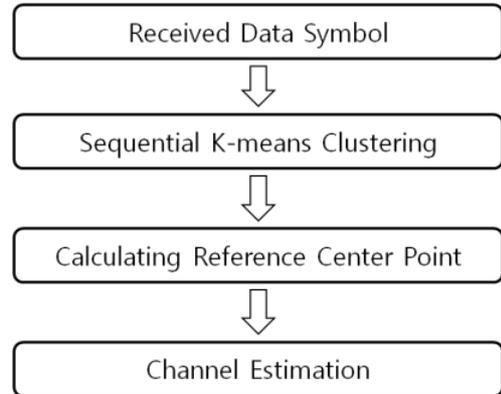 Received Data Symbol
Sequential K-means Clustering
Calculating Reference Center Point
Channel Estimation